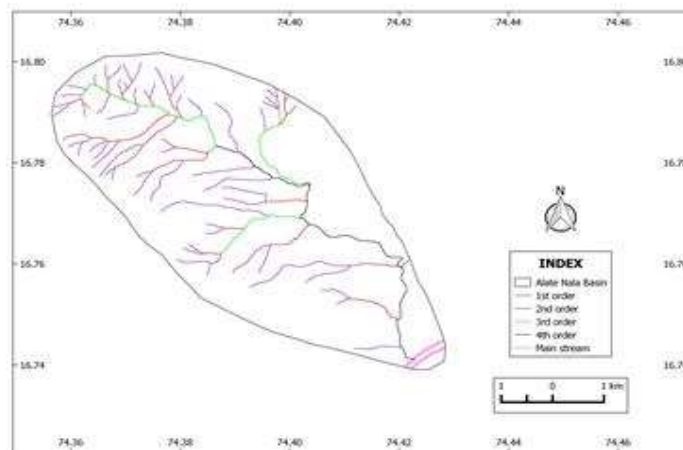 74.36 74.38 74.40 74.42 74.44 74.46
16.80
16.78
16.76
16.74
N
INDEX
Alate Nala Basin
1st order
2nd order
3rd order
4th order
Main stream
1 0 1 km
74.36 74.38 74.40 74.42 74.44 74.46